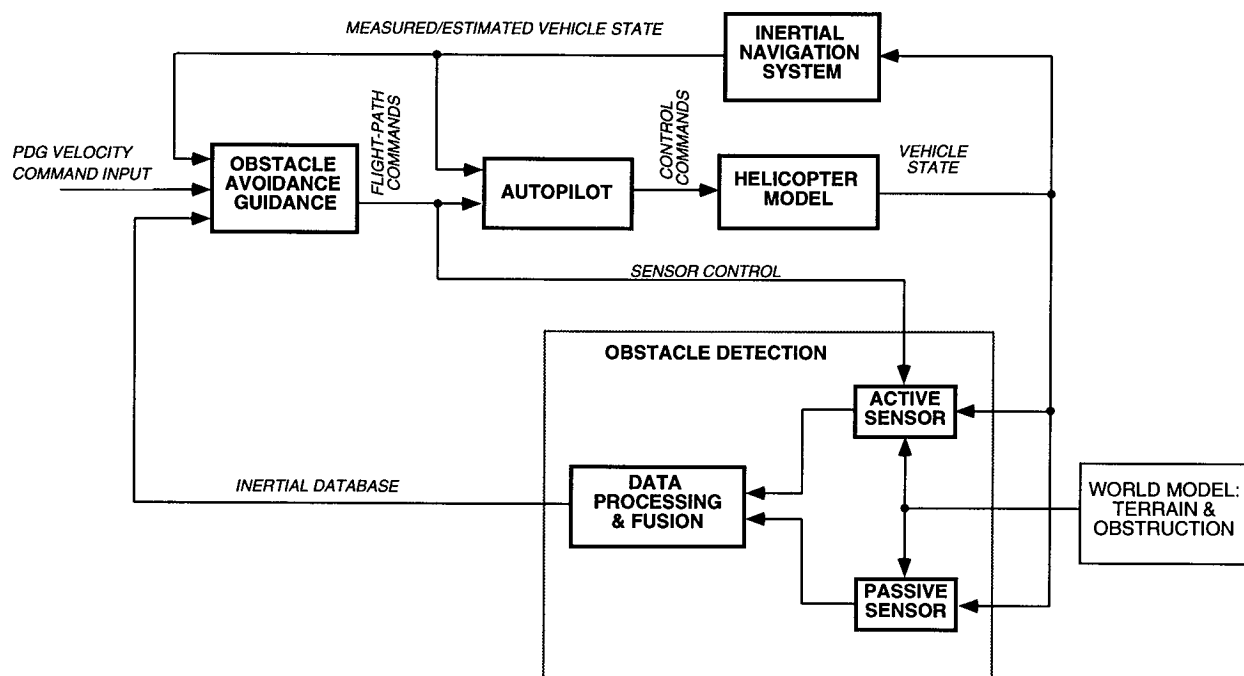 MEASURED/ESTIMATED VEHICLE STATE
INERTIAL
NAVIGATION
SYSTEM
PDG VELOCITY
COMMAND INPUT
OBSTACLE
AVOIDANCE
GUIDANCE
FLIGHT-PATH
COMMANDS
AUTOPILOT
CONTROL
COMMANDS
HELICOPTER
MODEL
VEHICLE
STATE
SENSOR CONTROL
OBSTACLE DETECTION
ACTIVE
SENSOR
INERTIAL DATABASE
DATA
PROCESSING
& FUSION
WORLD MODEL:
TERRAIN &
OBSTRUCTION
PASSIVE
SENSOR